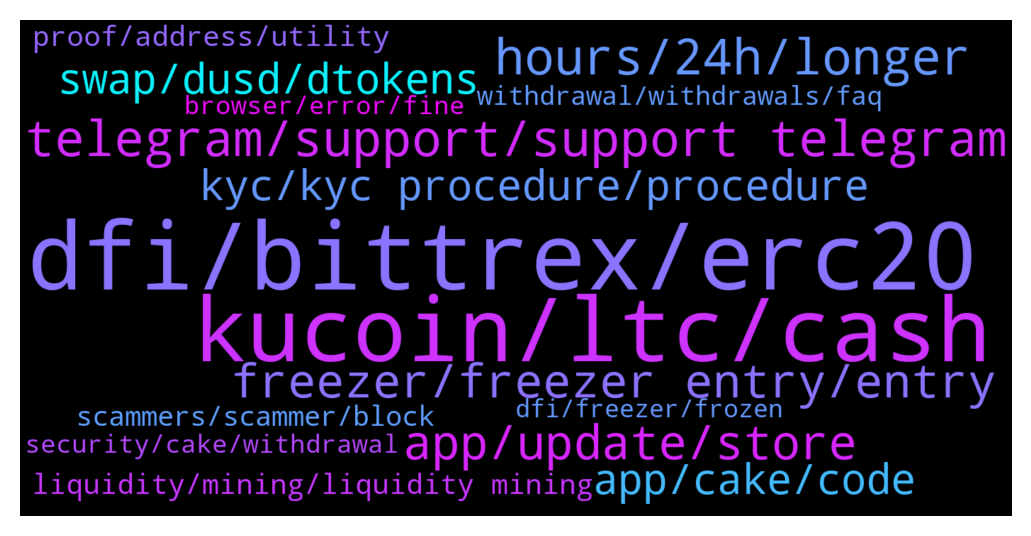 proof/address/utility
hours/24h/longer
swap/dusd/dtokens
browser/error/fine
withdrawal/withdrawals/faq
telegram/support/support telegram
kyc/kyc procedure/procedure
dfi/bittrex/erc20
kucoin/ltc/cash
freezer/freezer entry/entry
scammers/scammer/block
dfi/freezer/frozen
security/cake/withdrawal
app/update/store
liquidity/mining/liquidity mining
app/cake/code